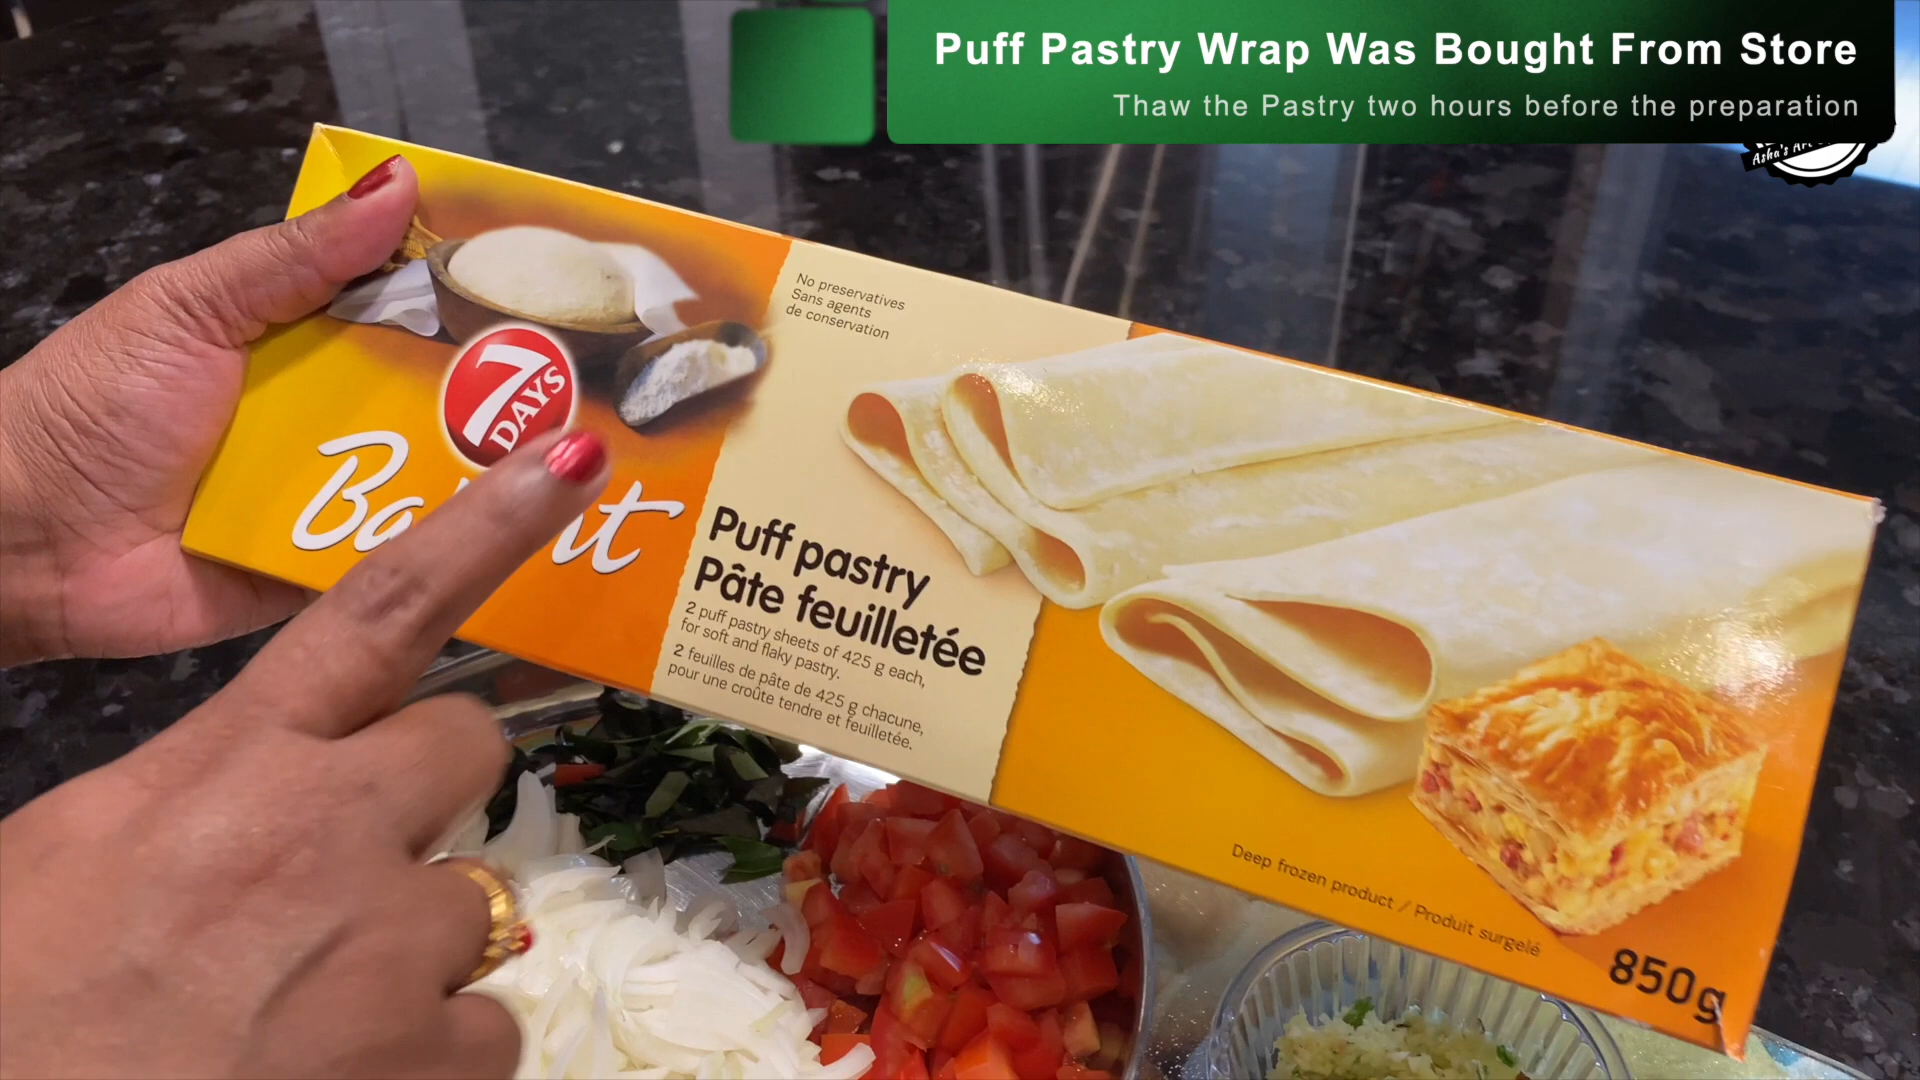 Puff Pastry Wrap Was Bought From Store
Thaw the Pastry two hours before the preparation
Asha's
No preservatives
Sans agents
de conservation
7
DAYS
Puff pastry
Pâte feuilletée
2 puff pastry sheets of 425 g each,
for soft and flaky pastry.
2 feuilles de pâte de 425 g chacune,
pour une croûte tendre et feuilletée.
Deep frozen product / Produit surgelé
850g